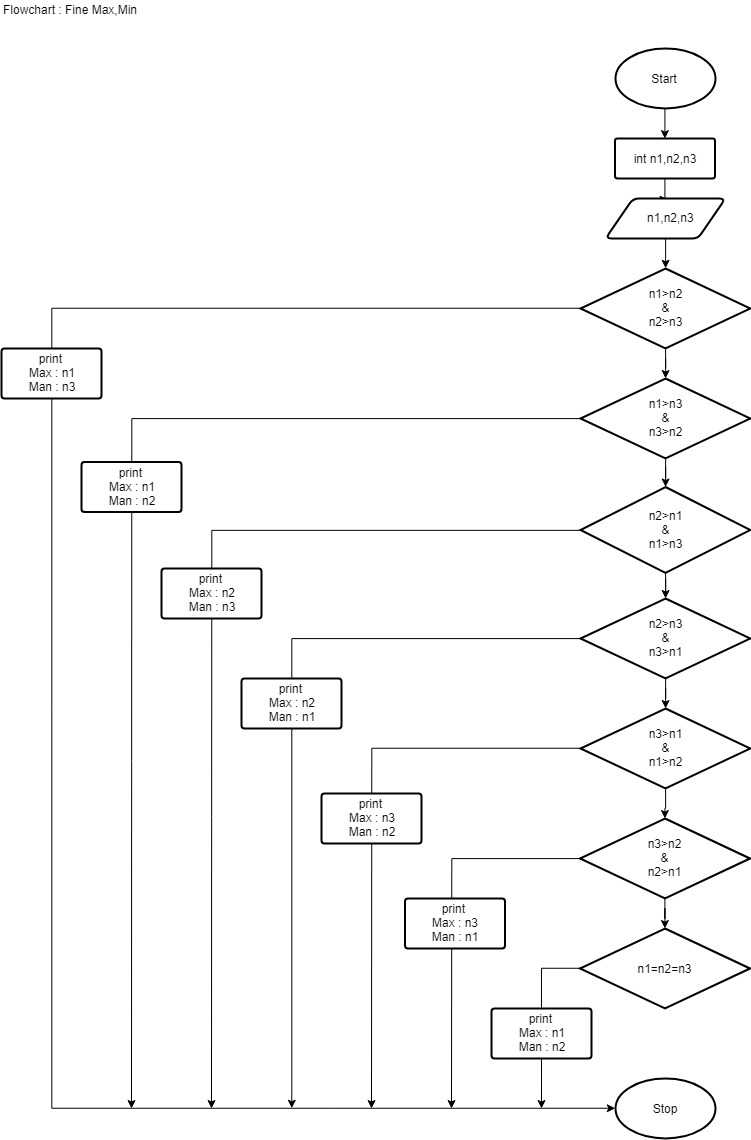 Flowchart : Fine Max,Min
Start
int n1,n2,n3
n1,n2,n3
n1>n2
&
n2>n3
print
Max : n1
Man : n3
n1>n3
&
n3>n2
print
Max : n1
Man : n2
n2>n1
&
n1>n3
print
Max : n2
Man : n3
n2>n3
&
n3>n1
print
Max : n2
Man : n1
n3>n1
&
n1>n2
print
Max : n3
Man : n2
n3>n2
&
n2>n1
print
Max : n3
Man : n1
n1=n2=n3
print
Max : n1
Man : n2
Stop